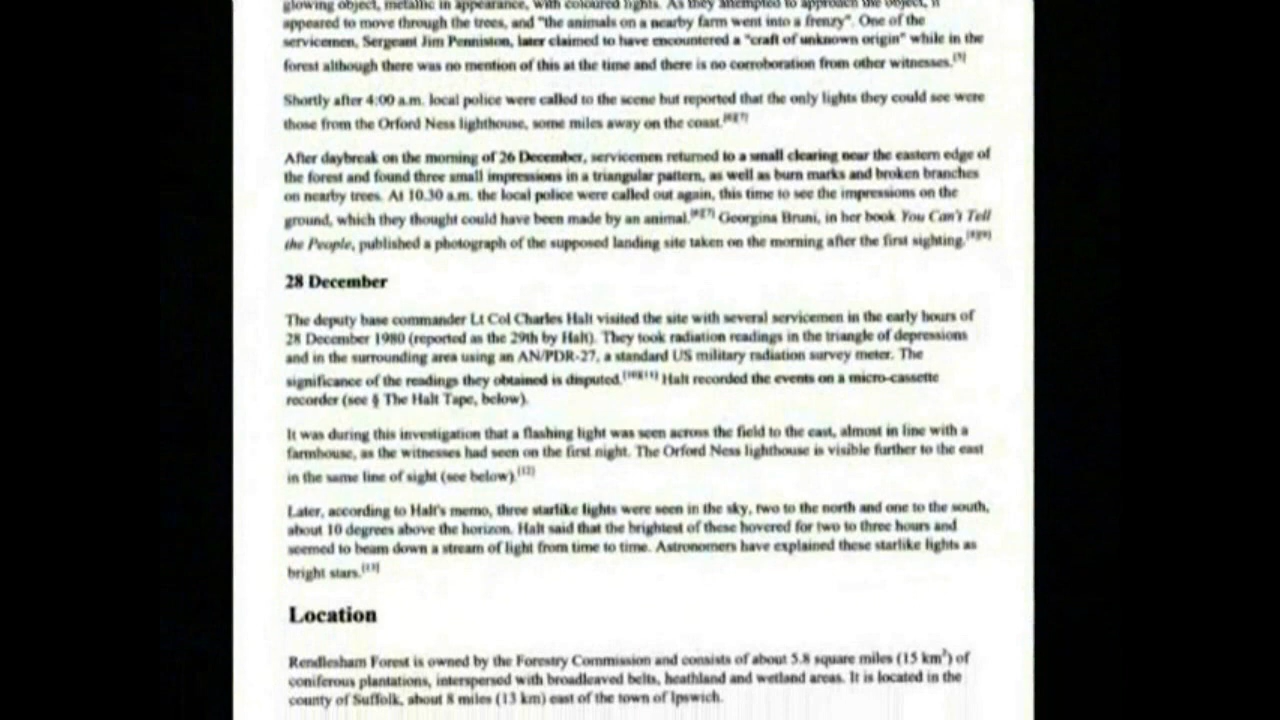 glowing object, metallic in appearance, with coloured lights. As they attempted to approach the object, it
appeared to move through the trees, and "the animals on a nearby farm went into a frenzy". One of the
servicemen, Sergeant Jim Penniston, later claimed to have encountered a "craft of unknown origin" while in the
forest although there was no mention of this at the time and there is no corroboration from other witnesses.[5]
Shortly after 4:00 a.m. local police were called to the scene but reported that the only lights they could see were
those from the Orford Ness lighthouse, some miles away on the coast.[6][7]
After daybreak on the morning of 26 December, servicemen returned to a small clearing near the eastern edge of
the forest and found three small impressions in a triangular pattern, as well as burn marks and broken branches
on nearby trees. At 10.30 a.m. the local police were called out again, this time to see the impressions on the
ground, which they thought could have been made by an animal.[6][7] Georgina Bruni, in her book You Can't Tell
the People, published a photograph of the supposed landing site taken on the morning after the first sighting.[8][9]
28 December
The deputy base commander Lt Col Charles Halt visited the site with several servicemen in the early hours of
28 December 1980 (reported as the 29th by Halt). They took radiation readings in the triangle of depressions
and in the surrounding area using an AN/PDR-27, a standard US military radiation survey meter. The
significance of the readings they obtained is disputed.[10][11] Halt recorded the events on a micro-cassette
recorder (see § The Halt Tape, below).
It was during this investigation that a flashing light was seen across the field to the east, almost in line with a
farmhouse, as the witnesses had seen on the first night. The Orford Ness lighthouse is visible further to the east
in the same line of sight (see below).[12]
Later, according to Halt's memo, three starlike lights were seen in the sky, two to the north and one to the south,
about 10 degrees above the horizon. Halt said that the brightest of these hovered for two to three hours and
seemed to beam down a stream of light from time to time. Astronomers have explained these starlike lights as
bright stars.[13]
Location
Rendlesham Forest is owned by the Forestry Commission and consists of about 5.8 square miles (15 km²) of
coniferous plantations, interspersed with broadleaved belts, heathland and wetland areas. It is located in the
county of Suffolk, about 8 miles (13 km) east of the town of Ipswich.